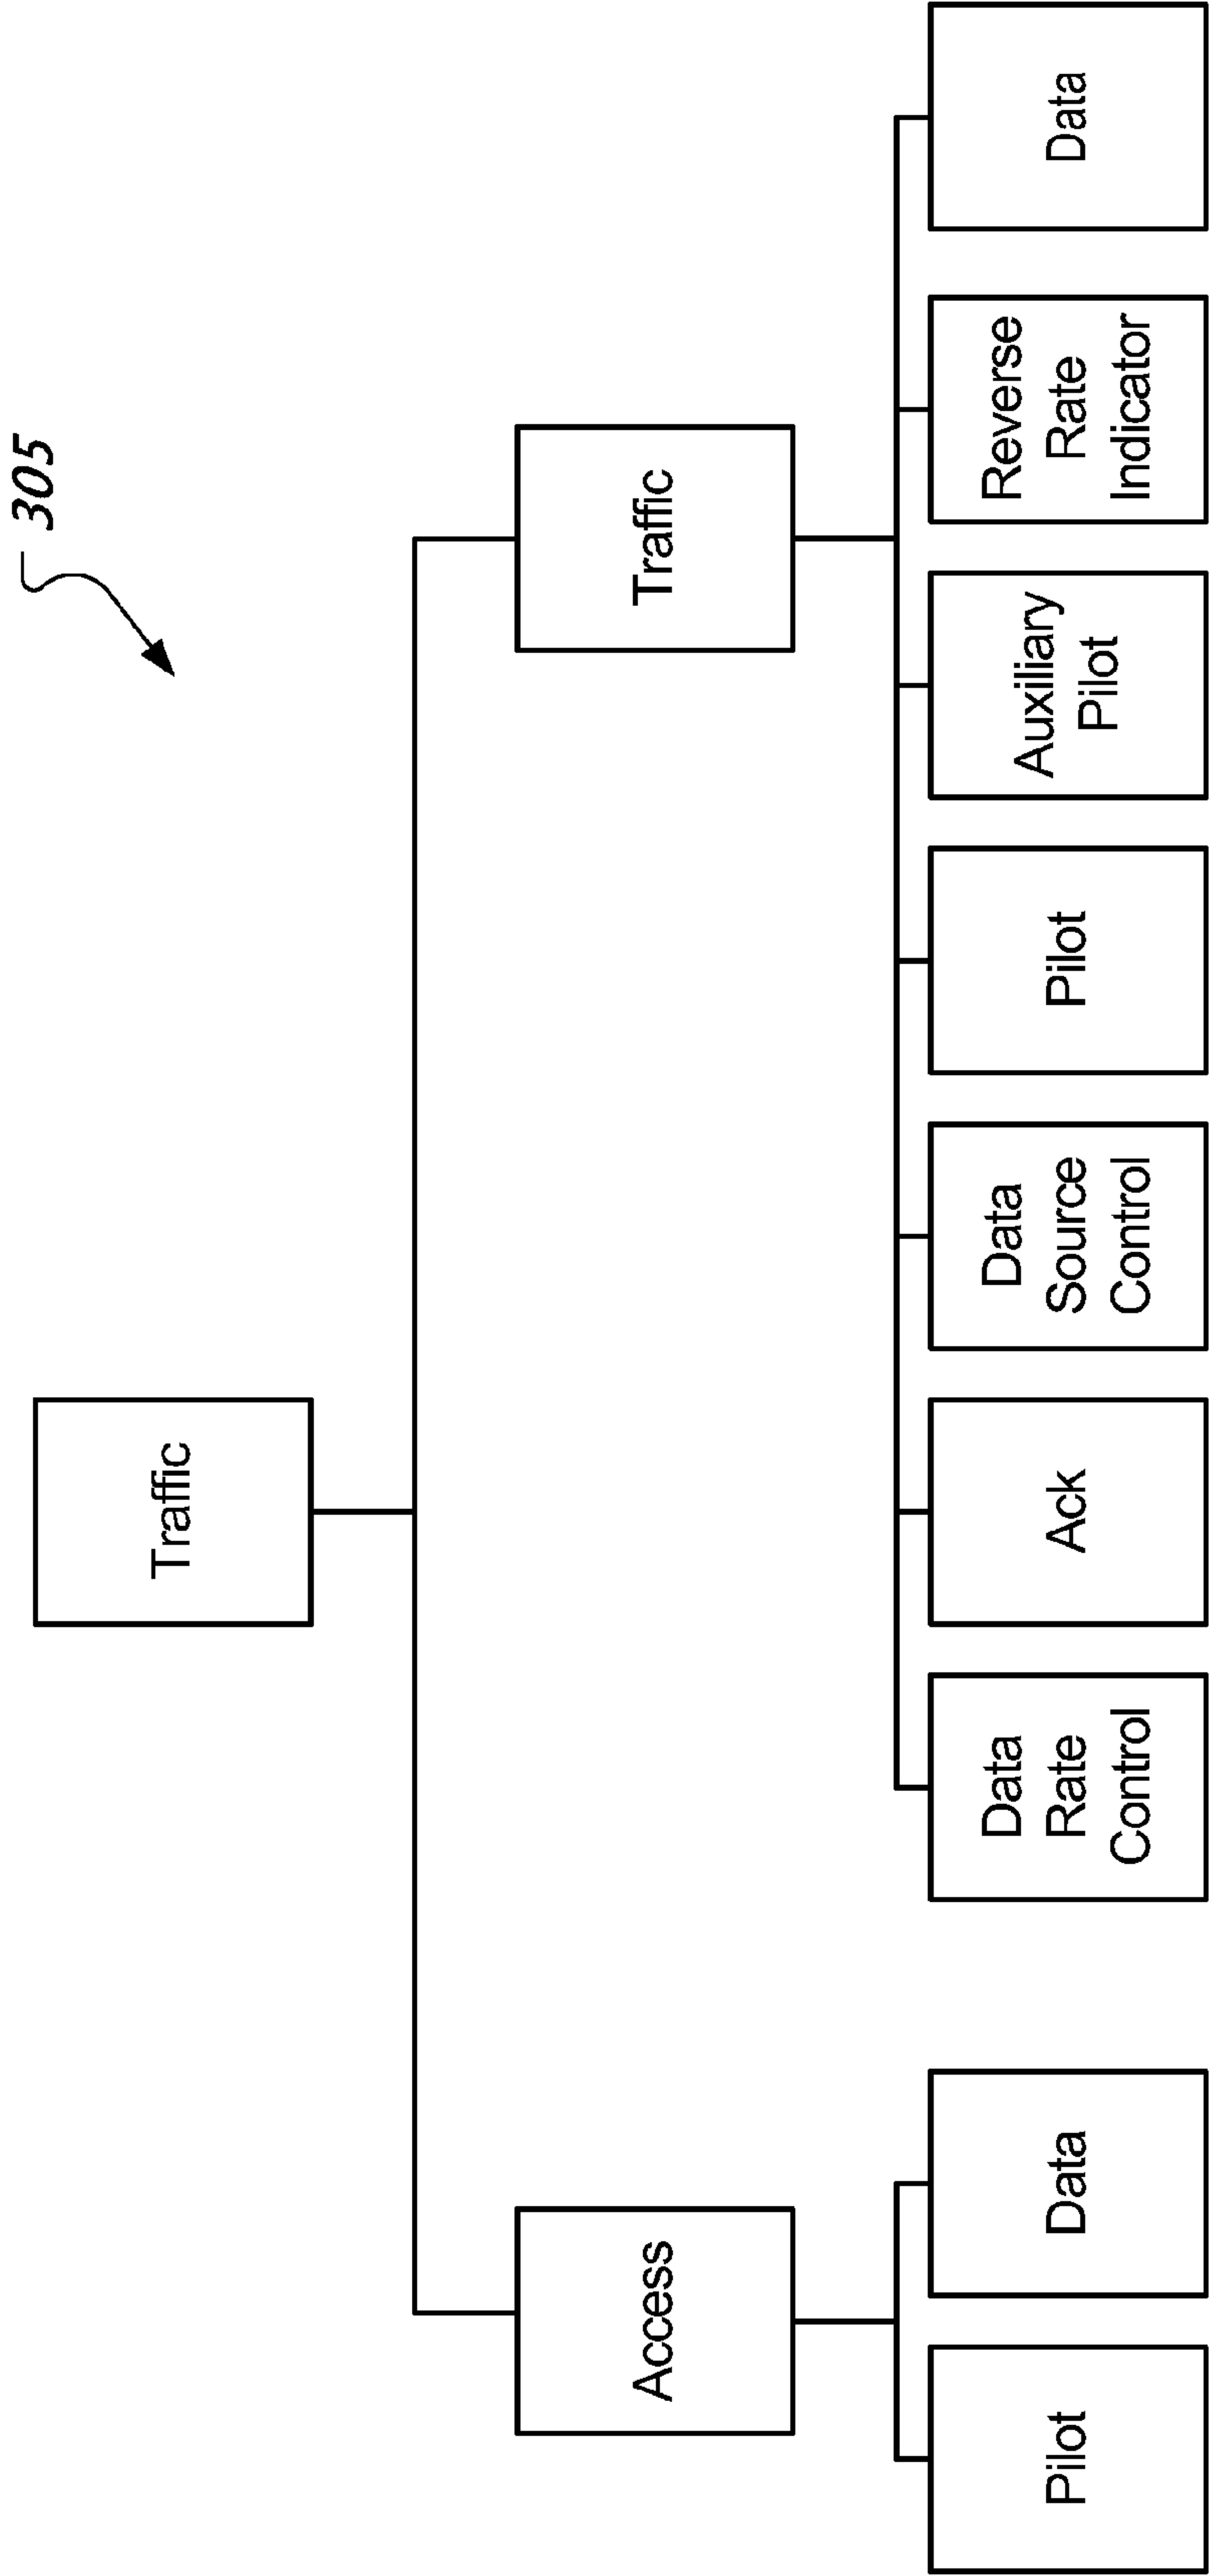 305
Traffic
Access
Traffic
Pilot
Data
Data
Rate
Control
Ack
Data
Source
Control
Pilot
Auxiliary
Pilot
Reverse
Rate
Indicator
Data